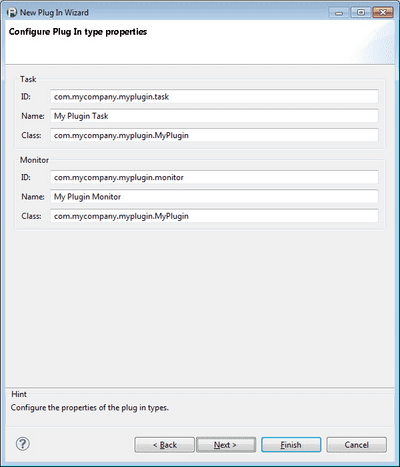 New Plug In Wizard
Configure Plug In type properties
Task
ID: com.mycompany.myplugin.task
Name: My Plugin Task
Class: com.mycompany.myplugin.MyPlugin
Monitor
ID: com.mycompany.myplugin.monitor
Name: My Plugin Monitor
Class: com.mycompany.myplugin.MyPlugin
Hint
Configure the properties of the plug in types.
? < Back Next > Finish Cancel